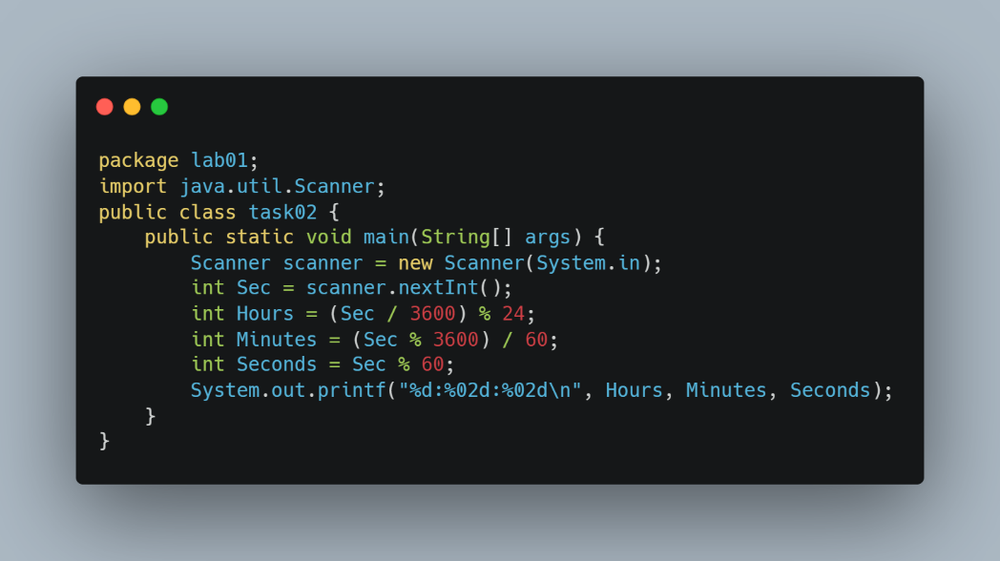 package lab01;
import java.util.Scanner;
public class task02 {
    public static void main(String[] args) {
        Scanner scanner = new Scanner(System.in);
        int Sec = scanner.nextInt();
        int Hours = (Sec / 3600) % 24;
        int Minutes = (Sec % 3600) / 60;
        int Seconds = Sec % 60;
        System.out.printf("%d:%02d:%02d\n", Hours, Minutes, Seconds);
    }
}